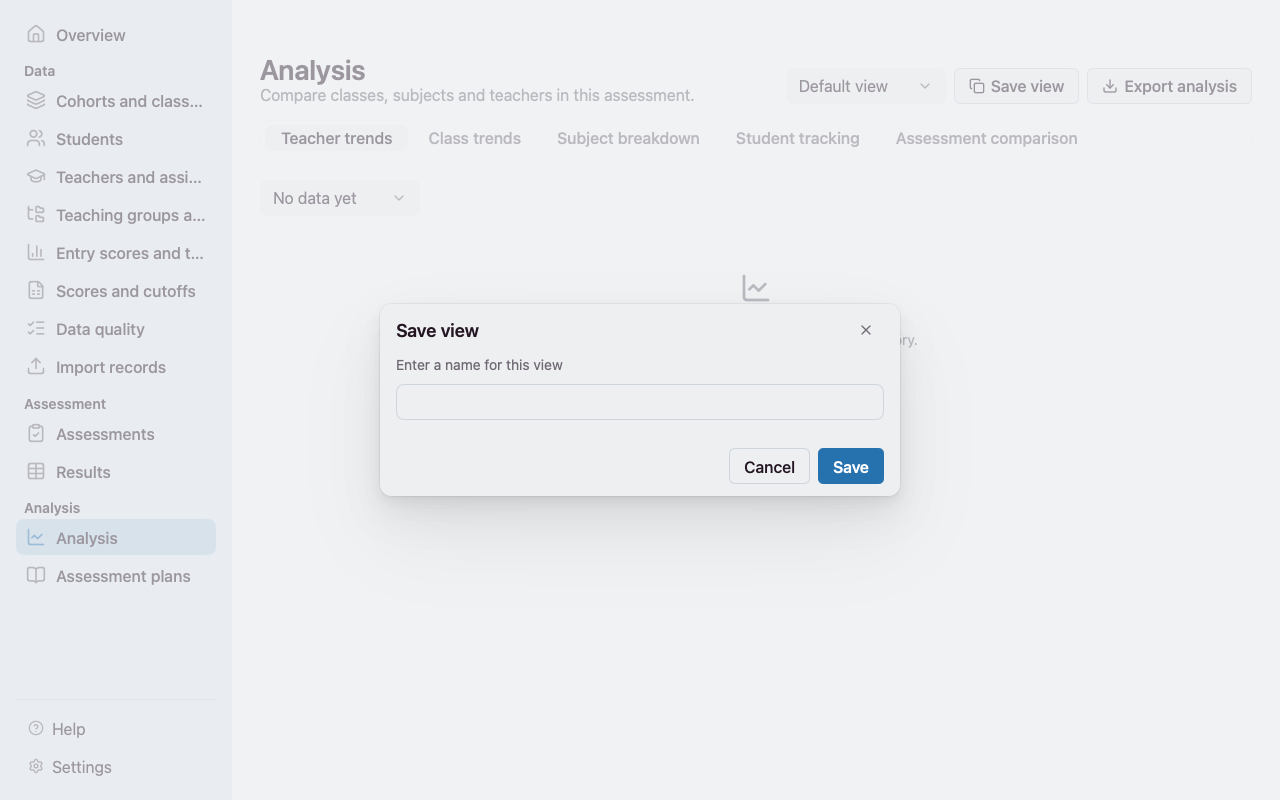 Overview
Data
Cohorts and class...
Students
Teachers and assi...
Teaching groups a...
Entry scores and t...
Scores and cutoffs
Data quality
Import records
Assessment
Assessments
Results
Analysis
Analysis
Assessment plans
Help
Settings
Analysis
Compare classes, subjects and teachers in this assessment.
Default view
Save view
Export analysis
Teacher trends
Class trends
Subject breakdown
Student tracking
Assessment comparison
No data yet
Save view
Enter a name for this view
Cancel
Save